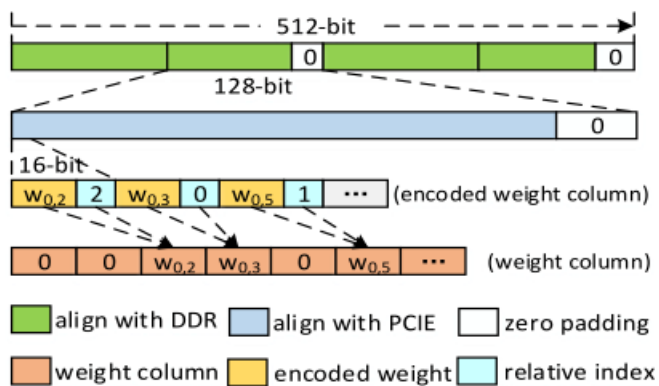 512-bit
0 0
128-bit
0
16-bit
w0,2 2 w0,3 0 w0,5 1 ... (encoded weight column)
0 0 w0,2 w0,3 0 w0,5 ... (weight column)
align with DDR align with PCIE zero padding
weight column encoded weight relative index